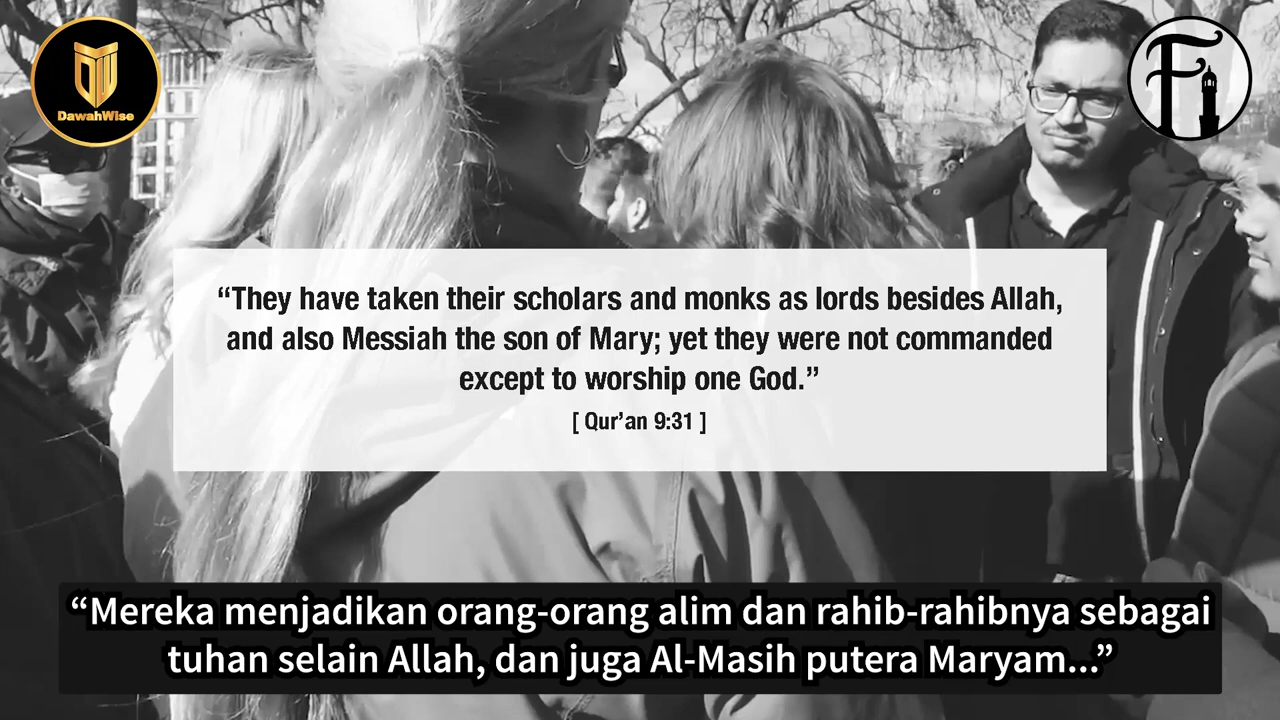 DawahWise
Fi
“They have taken their scholars and monks as lords besides Allah,
and also Messiah the son of Mary; yet they were not commanded
except to worship one God.”
[ Qur’an 9:31 ]
“Mereka menjadikan orang-orang alim dan rahib-rahibnya sebagai
tuhan selain Allah, dan juga Al-Masih putera Maryam...”